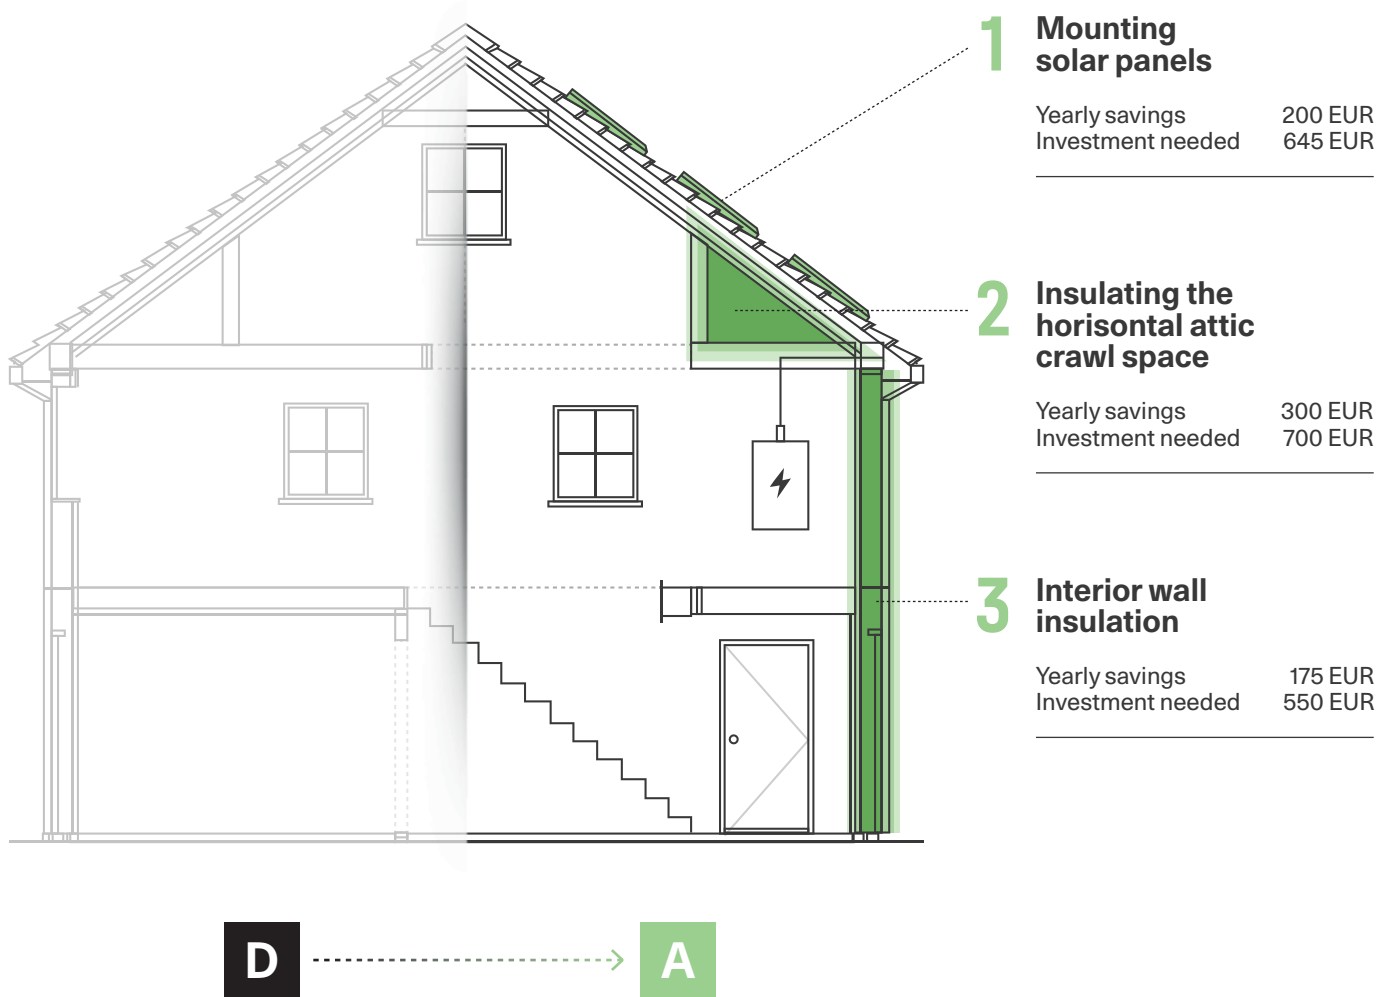 1 Mounting
solar panels
Yearly savings 200 EUR
Investment needed 645 EUR
2 Insulating the
horisontal attic
crawl space
Yearly savings 300 EUR
Investment needed 700 EUR
3 Interior wall
insulation
Yearly savings 175 EUR
Investment needed 550 EUR
D A